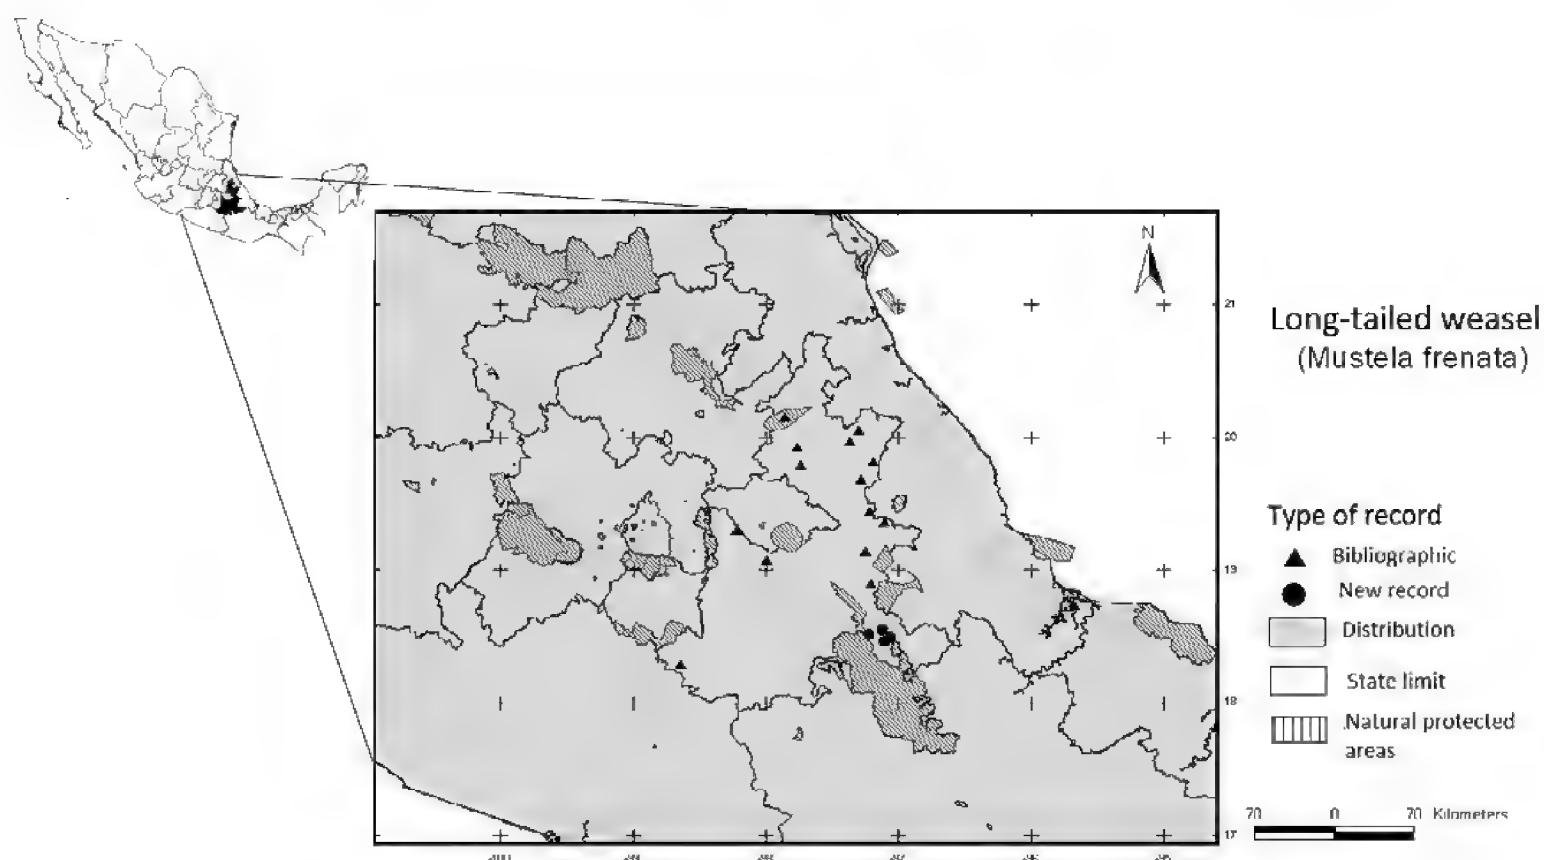 N
21
20
19
18
17
Long-tailed weasel
(Mustela frenata)
Type of record
Bibliographic
New record
Distribution
State limit
Natural protected
areas
70 0 70 Kilometers